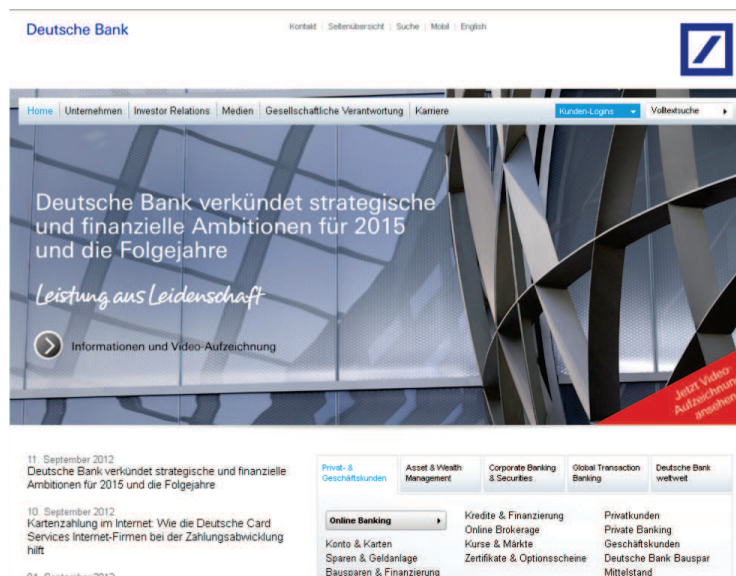 Deutsche Bank
Kontakt | Seitenübersicht | Suche | Mobil | English
Home | Unternehmen | Investor Relations | Medien | Gesellschaftliche Verantwortung | Karriere
Kunden-Logins
Volltextsuche
Deutsche Bank verkündet strategische
und finanzielle Ambitionen für 2015
und die Folgejahre
Leistung aus Leidenschaft
Informationen und Video-Aufzeichnung
Jetzt Video-
Aufzeichnung
ansehen
11. September 2012
Deutsche Bank verkündet strategische und finanzielle
Ambitionen für 2015 und die Folgejahre
10. September 2012
Kartenzahlung im Internet: Wie die Deutsche Card
Services Internet-Firmen bei der Zahlungsabwicklung
hilft
September 2012
Privat- &
Geschäftskunden
Asset & Wealth
Management
Corporate Banking
& Securities
Global Transaction
Banking
Deutsche Bank
weltweit
Online Banking
Konto & Karten
Sparen & Geldanlage
Bausparen & Finanzierung
Kredite & Finanzierung
Online Brokerage
Kurse & Märkte
Zertifikate & Optionsscheine
Privatkunden
Private Banking
Geschäftskunden
Deutsche Bank Bauspar
Mittelstand